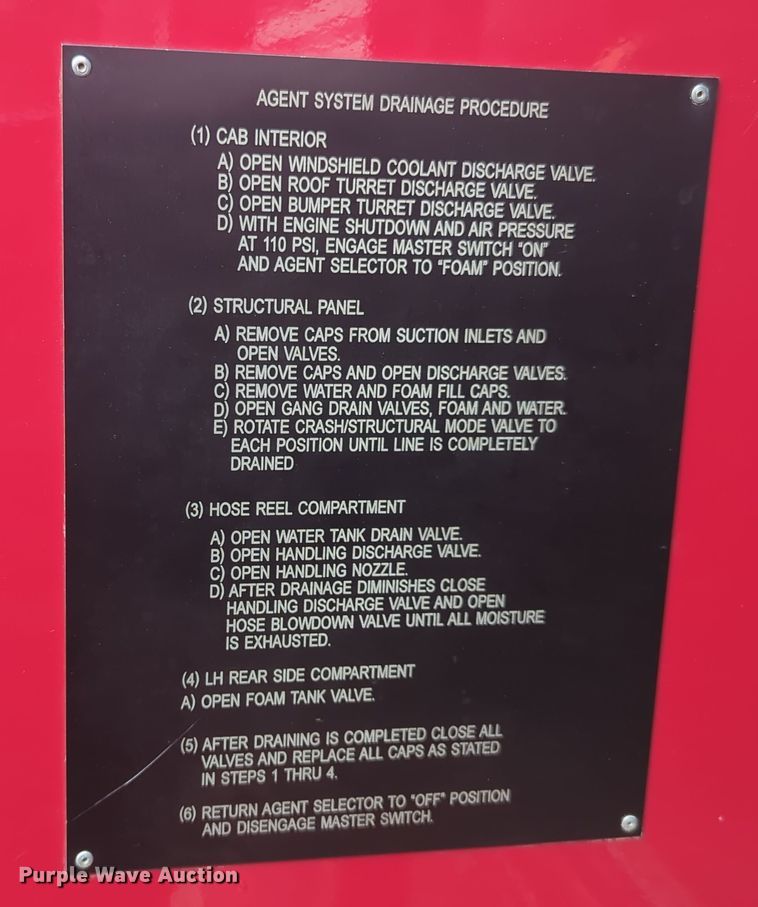 AGENT SYSTEM DRAINAGE PROCEDURE
(1) CAB INTERIOR
A) OPEN WINDSHIELD COOLANT DISCHARGE VALVE.
B) OPEN ROOF TURRET DISCHARGE VALVE.
C) OPEN BUMPER TURRET DISCHARGE VALVE.
D) WITH ENGINE SHUTDOWN AND AIR PRESSURE
AT 110 PSI, ENGAGE MASTER SWITCH "ON"
AND AGENT SELECTOR TO "FOAM" POSITION.
(2) STRUCTURAL PANEL
A) REMOVE CAPS FROM SUCTION INLETS AND
OPEN VALVES.
B) REMOVE CAPS AND OPEN DISCHARGE VALVES.
C) REMOVE WATER AND FOAM FILL CAPS.
D) OPEN GANG DRAIN VALVES, FOAM AND WATER.
E) ROTATE CRASH/STRUCTURAL MODE VALVE TO
EACH POSITION UNTIL LINE IS COMPLETELY
DRAINED
(3) HOSE REEL COMPARTMENT
A) OPEN WATER TANK DRAIN VALVE.
B) OPEN HANDLING DISCHARGE VALVE.
C) OPEN HANDLING NOZZLE.
D) AFTER DRAINAGE DIMINISHES CLOSE
HANDLING DISCHARGE VALVE AND OPEN
HOSE BLOWDOWN VALVE UNTIL ALL MOISTURE
IS EXHAUSTED.
(4) LH REAR SIDE COMPARTMENT
A) OPEN FOAM TANK VALVE.
(5) AFTER DRAINING IS COMPLETED CLOSE ALL
VALVES AND REPLACE ALL CAPS AS STATED
IN STEPS 1 THRU 4.
(6) RETURN AGENT SELECTOR TO "OFF" POSITION
AND DISENGAGE MASTER SWITCH.
Purple Wave Auction